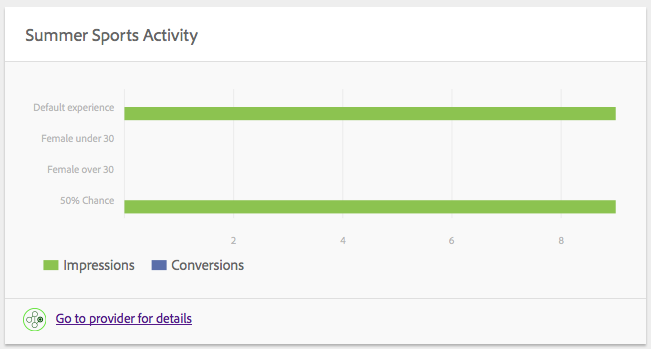 Summer Sports Activity
Default experience
Female under 30
Female over 30
50% Chance
2 4 6 8
Impressions Conversions
Go to provider for details